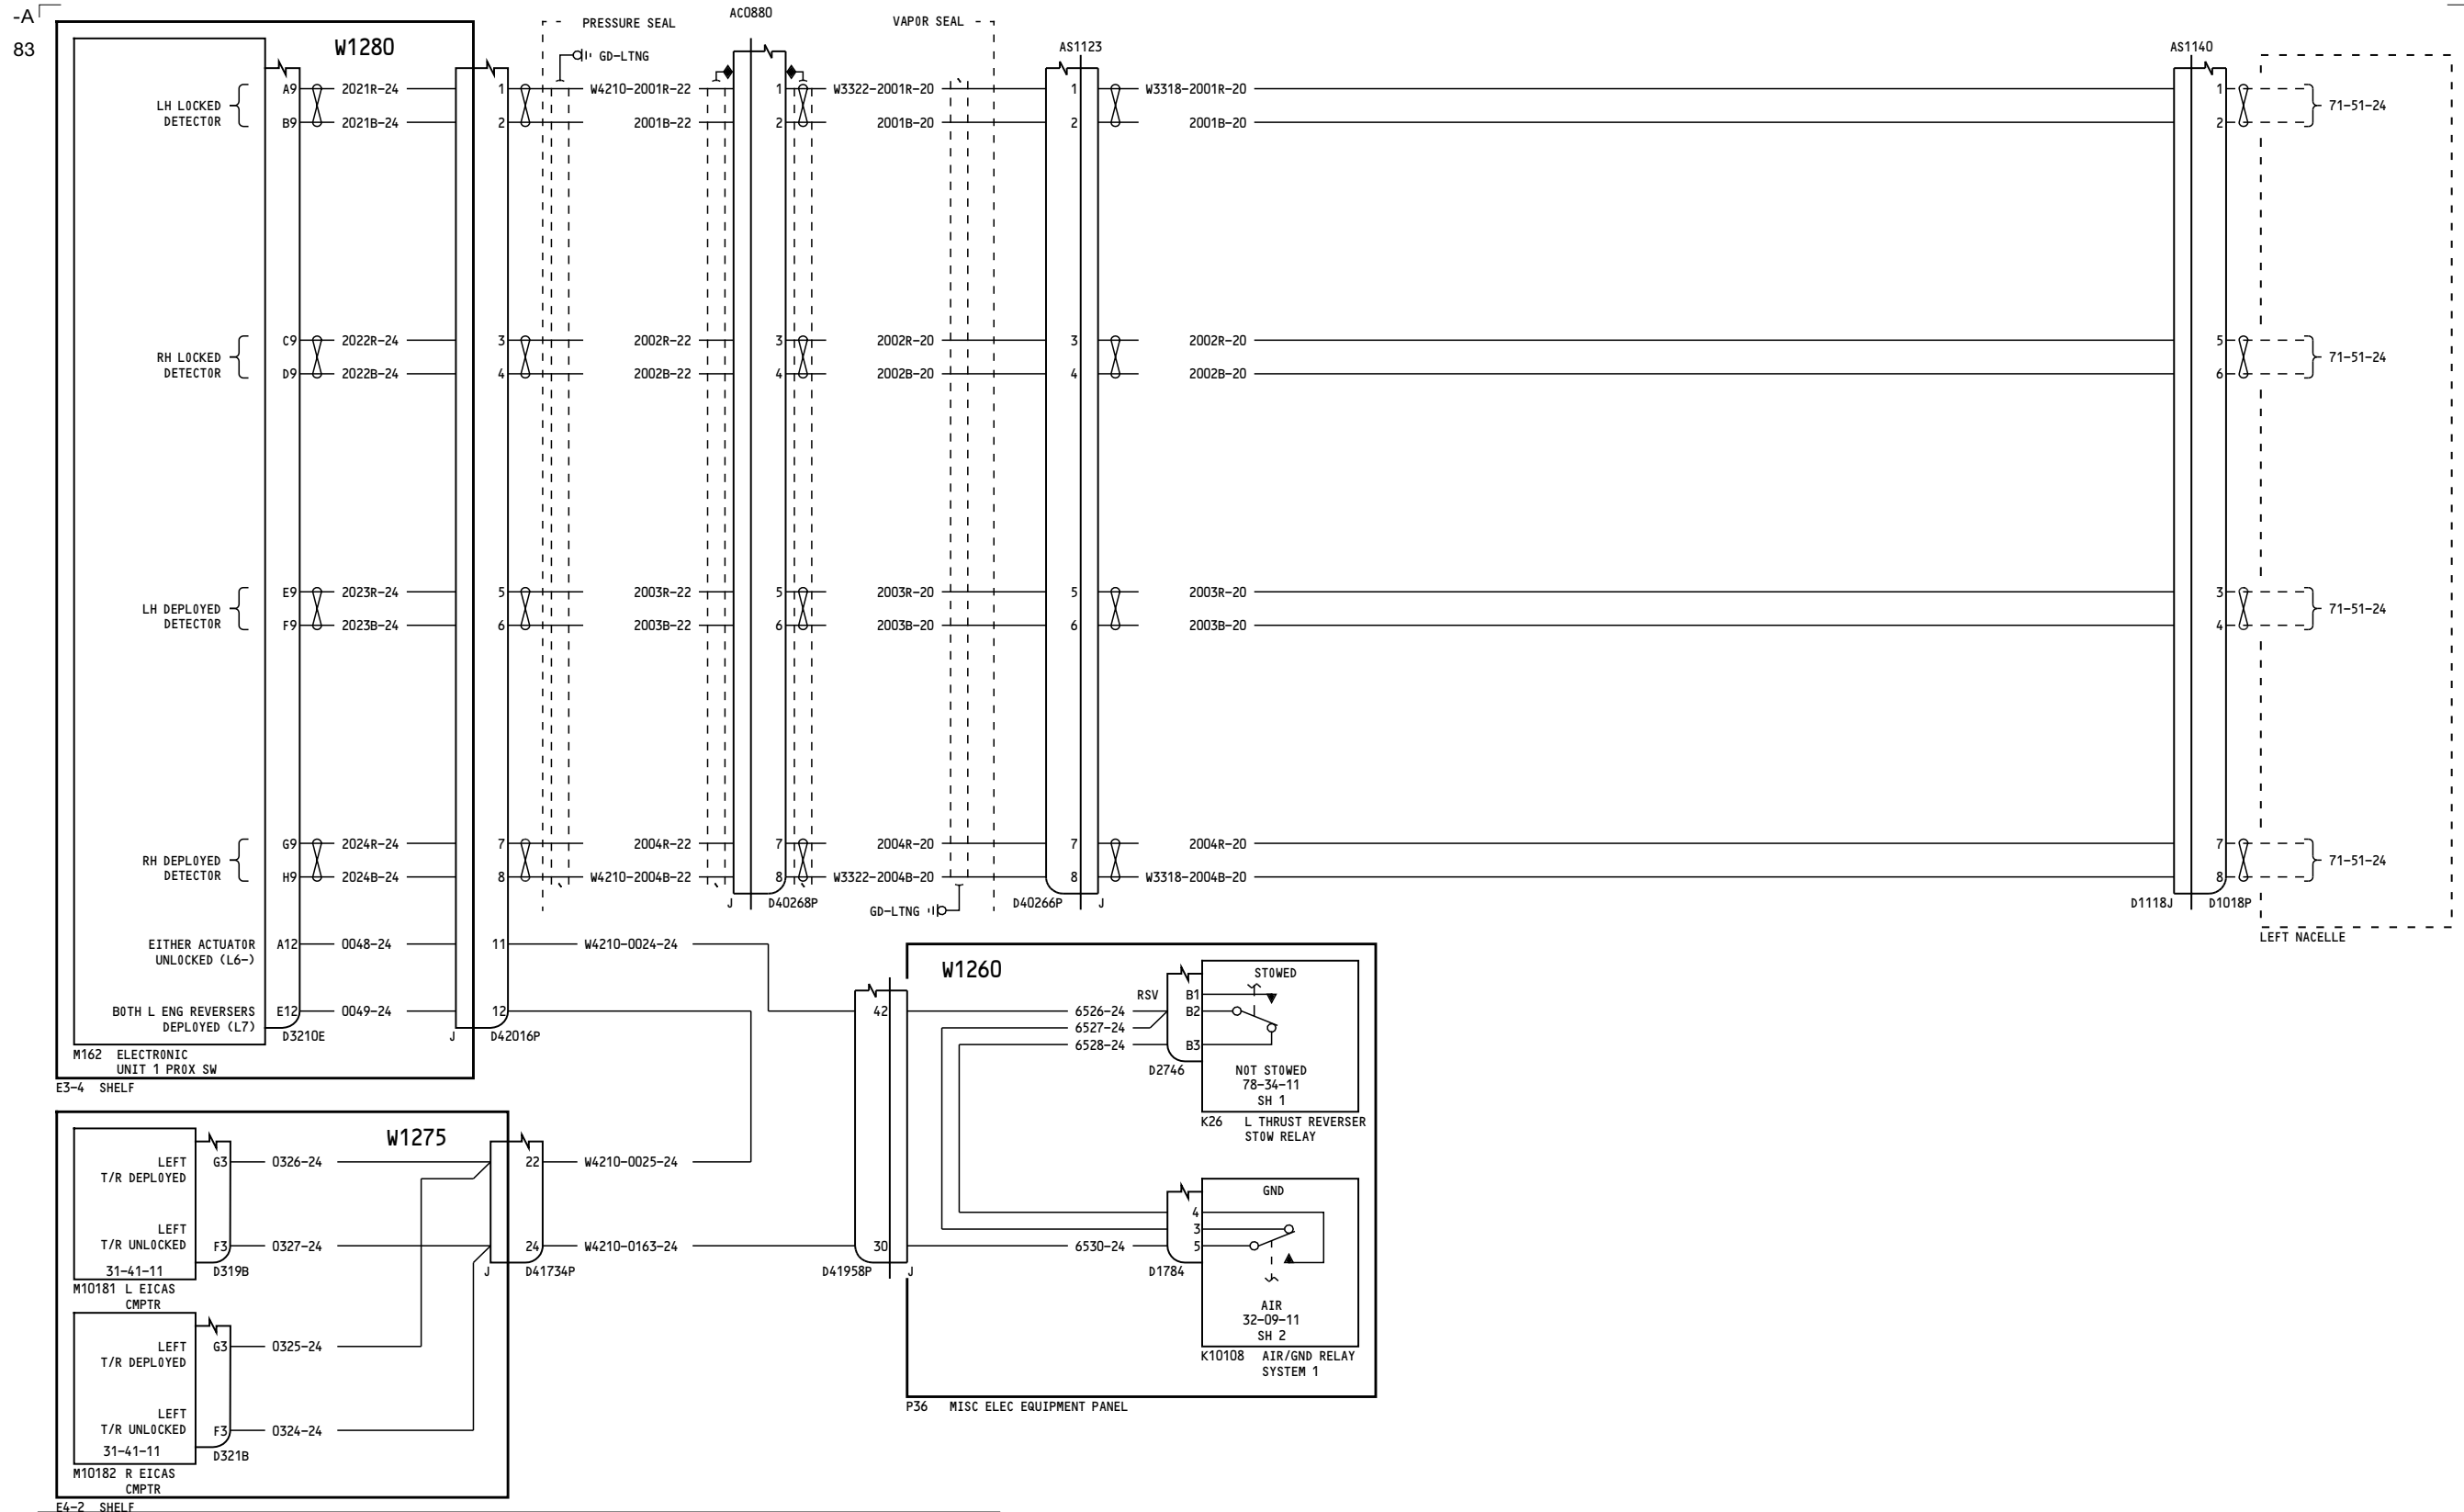 -A
83
W1280
PRESSURE SEAL
AC0880
VAPOR SEAL
AS1123
AS1140
GD-LTNG
LH LOCKED
DETECTOR
A9 2021R-24 1 W4210-2001R-22 1 W3322-2001R-20 1 W3318-2001R-20 1 71-51-24
B9 2021B-24 2 2001B-22 2 2001B-20 2 2001B-20 2
RH LOCKED
DETECTOR
C9 2022R-24 3 2002R-22 3 2002R-20 3 2002R-20 5 71-51-24
D9 2022B-24 4 2002B-22 4 2002B-20 4 2002B-20 6
LH DEPLOYED
DETECTOR
E9 2023R-24 5 2003R-22 5 2003R-20 5 2003R-20 3 71-51-24
F9 2023B-24 6 2003B-22 6 2003B-20 6 2003B-20 4
RH DEPLOYED
DETECTOR
G9 2024R-24 7 2004R-22 7 2004R-20 7 2004R-20 7 71-51-24
H9 2024B-24 8 W4210-2004B-22 8 W3322-2004B-20 8 W3318-2004B-20 8
J D40268P
GD-LTNG
D40266P J
D1118J D1018P
LEFT NACELLE
EITHER ACTUATOR
UNLOCKED (L6-)
A12 0048-24 11 W4210-0024-24
BOTH L ENG REVERSERS
DEPLOYED (L7)
E12 0049-24 12
D3210E
J D42016P
M162 ELECTRONIC
UNIT 1 PROX SW
E3-4 SHELF
W1260
STOWED
RSV B1
42 6526-24 B2
6527-24
6528-24 B3
D2746
NOT STOWED
78-34-11
SH 1
K26 L THRUST REVERSER
STOW RELAY
W1275
LEFT
T/R DEPLOYED
G3 0326-24 22 W4210-0025-24
LEFT
T/R UNLOCKED
F3 0327-24 24 W4210-0163-24 30 6530-24 5
31-41-11
D319B
J D41734P
D41958P J
M10181 L EICAS
CMPTR
GND
4
3
D1784
AIR
32-09-11
SH 2
K10108 AIR/GND RELAY
SYSTEM 1
P36 MISC ELEC EQUIPMENT PANEL
LEFT
T/R DEPLOYED
G3 0325-24
LEFT
T/R UNLOCKED
F3 0324-24
31-41-11
D321B
M10182 R EICAS
CMPTR
E4-2 SHELF